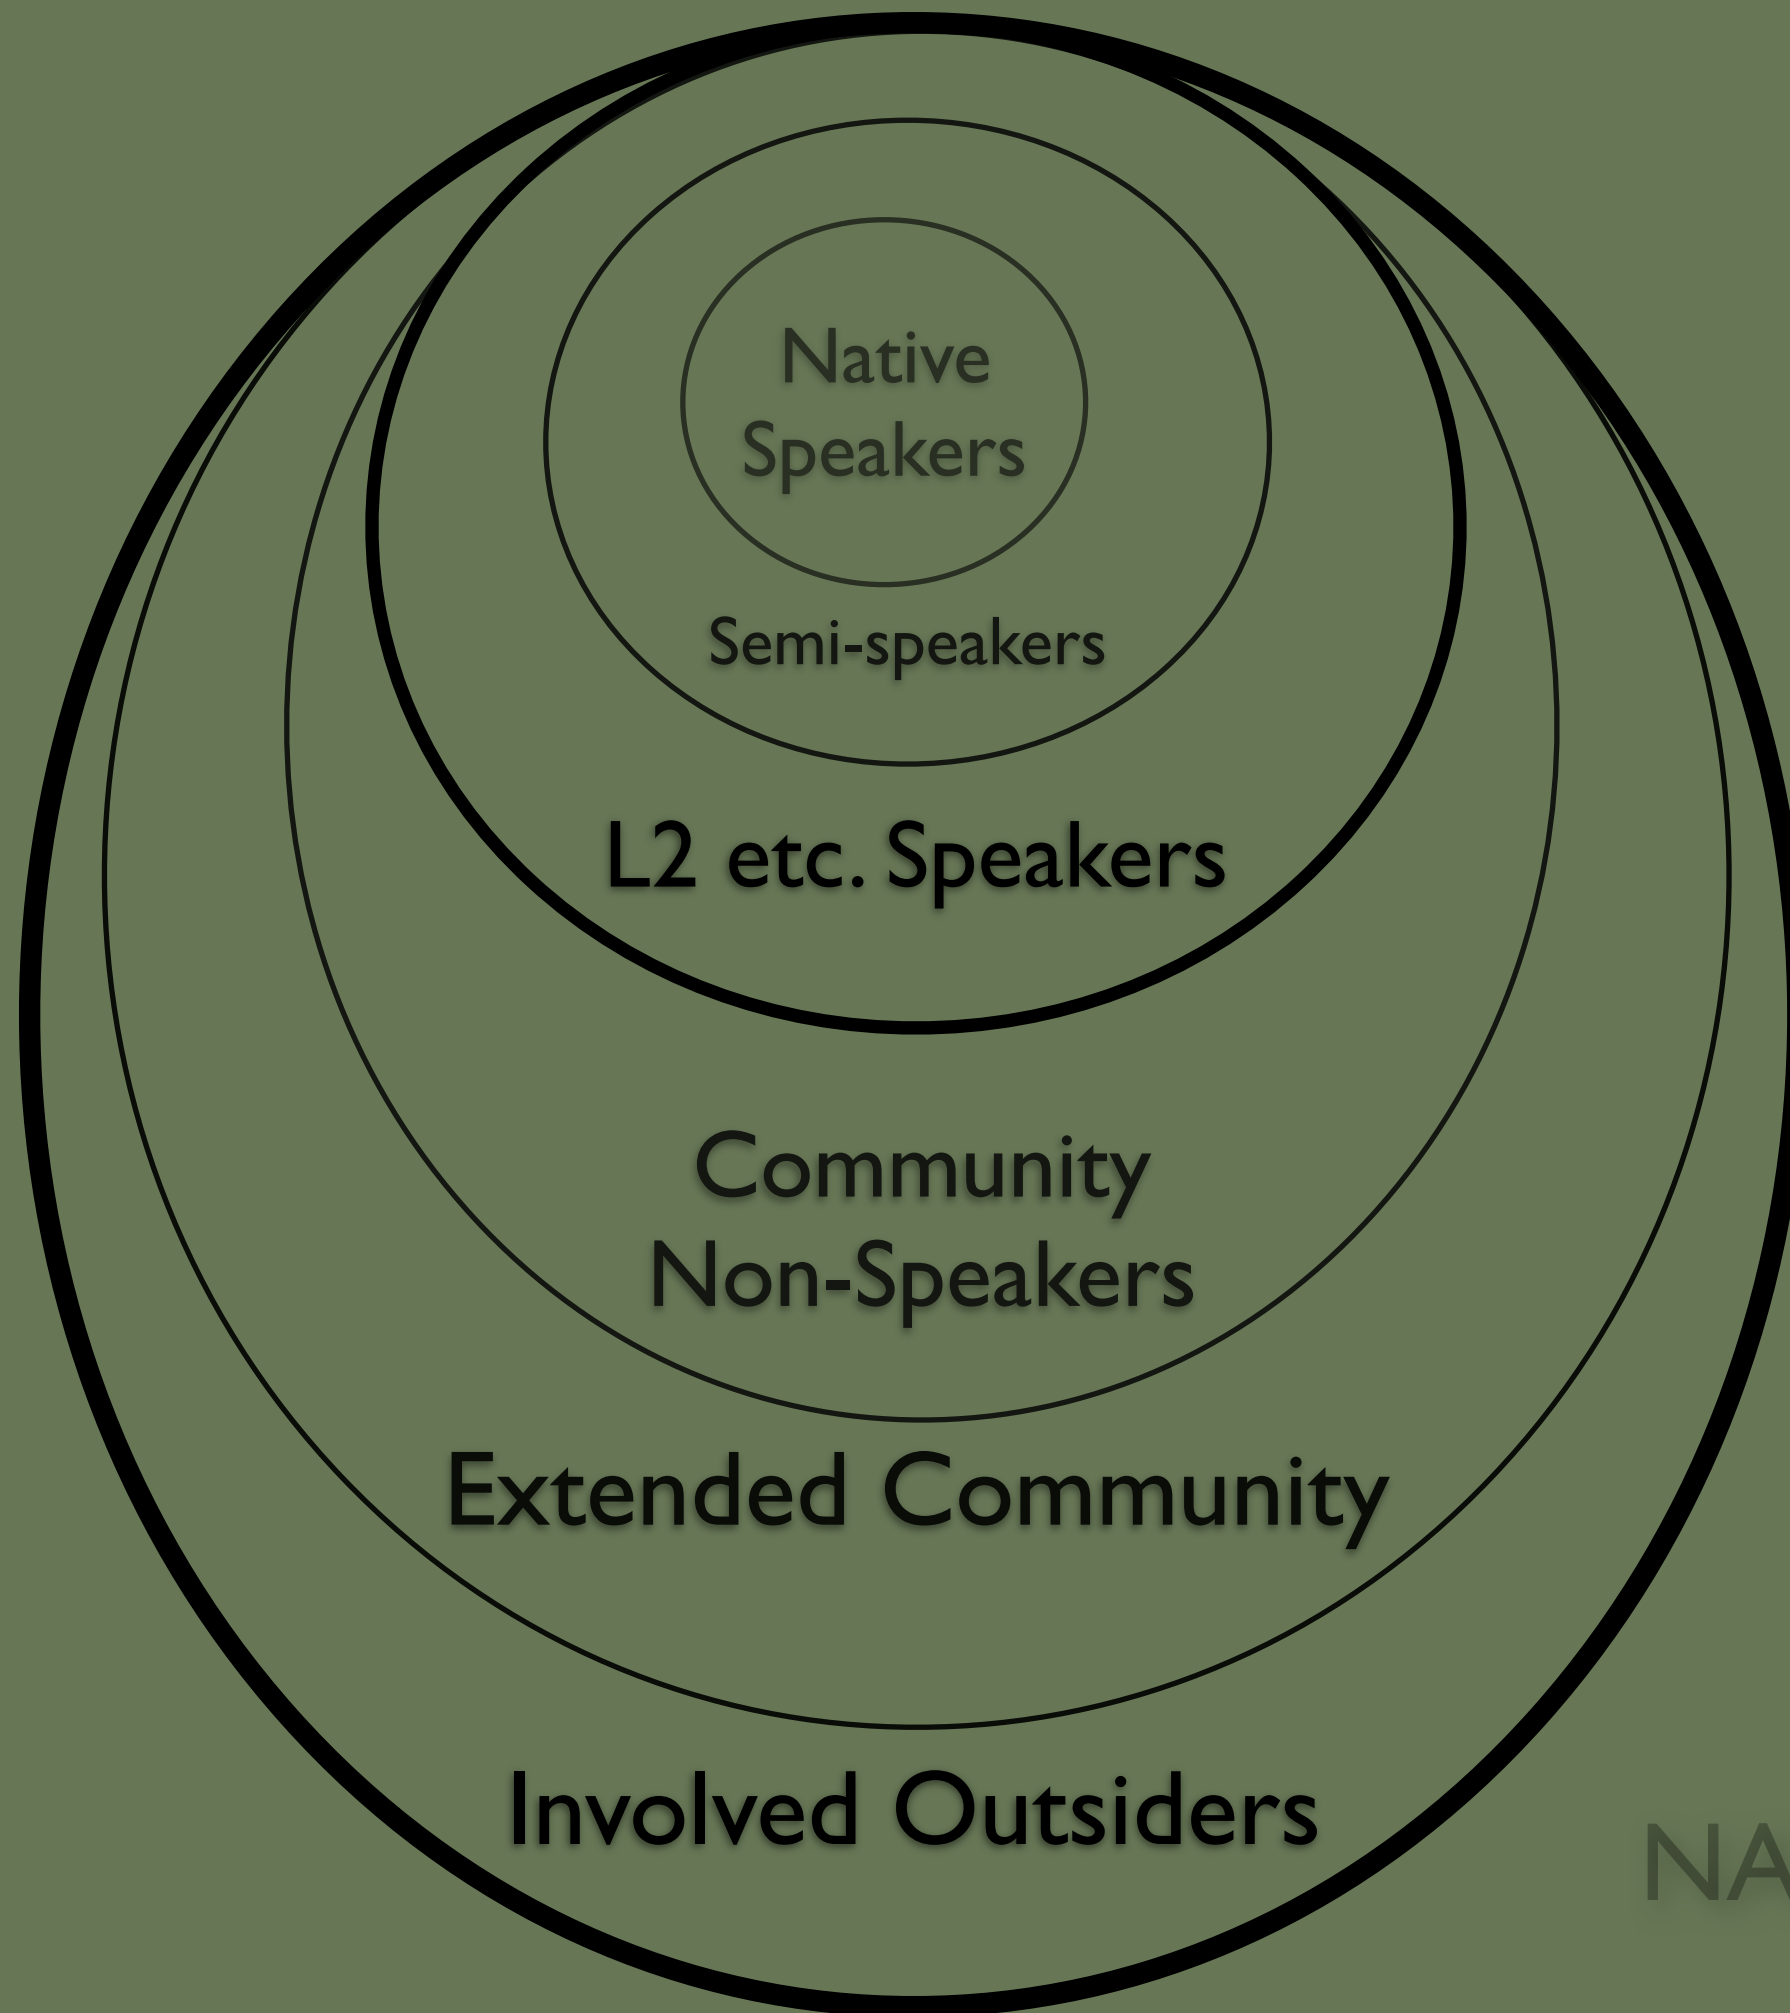 Native
Speakers
Semi-speakers
L2 etc. Speakers
Community
Non-Speakers
Extended Community
Involved Outsiders
NA